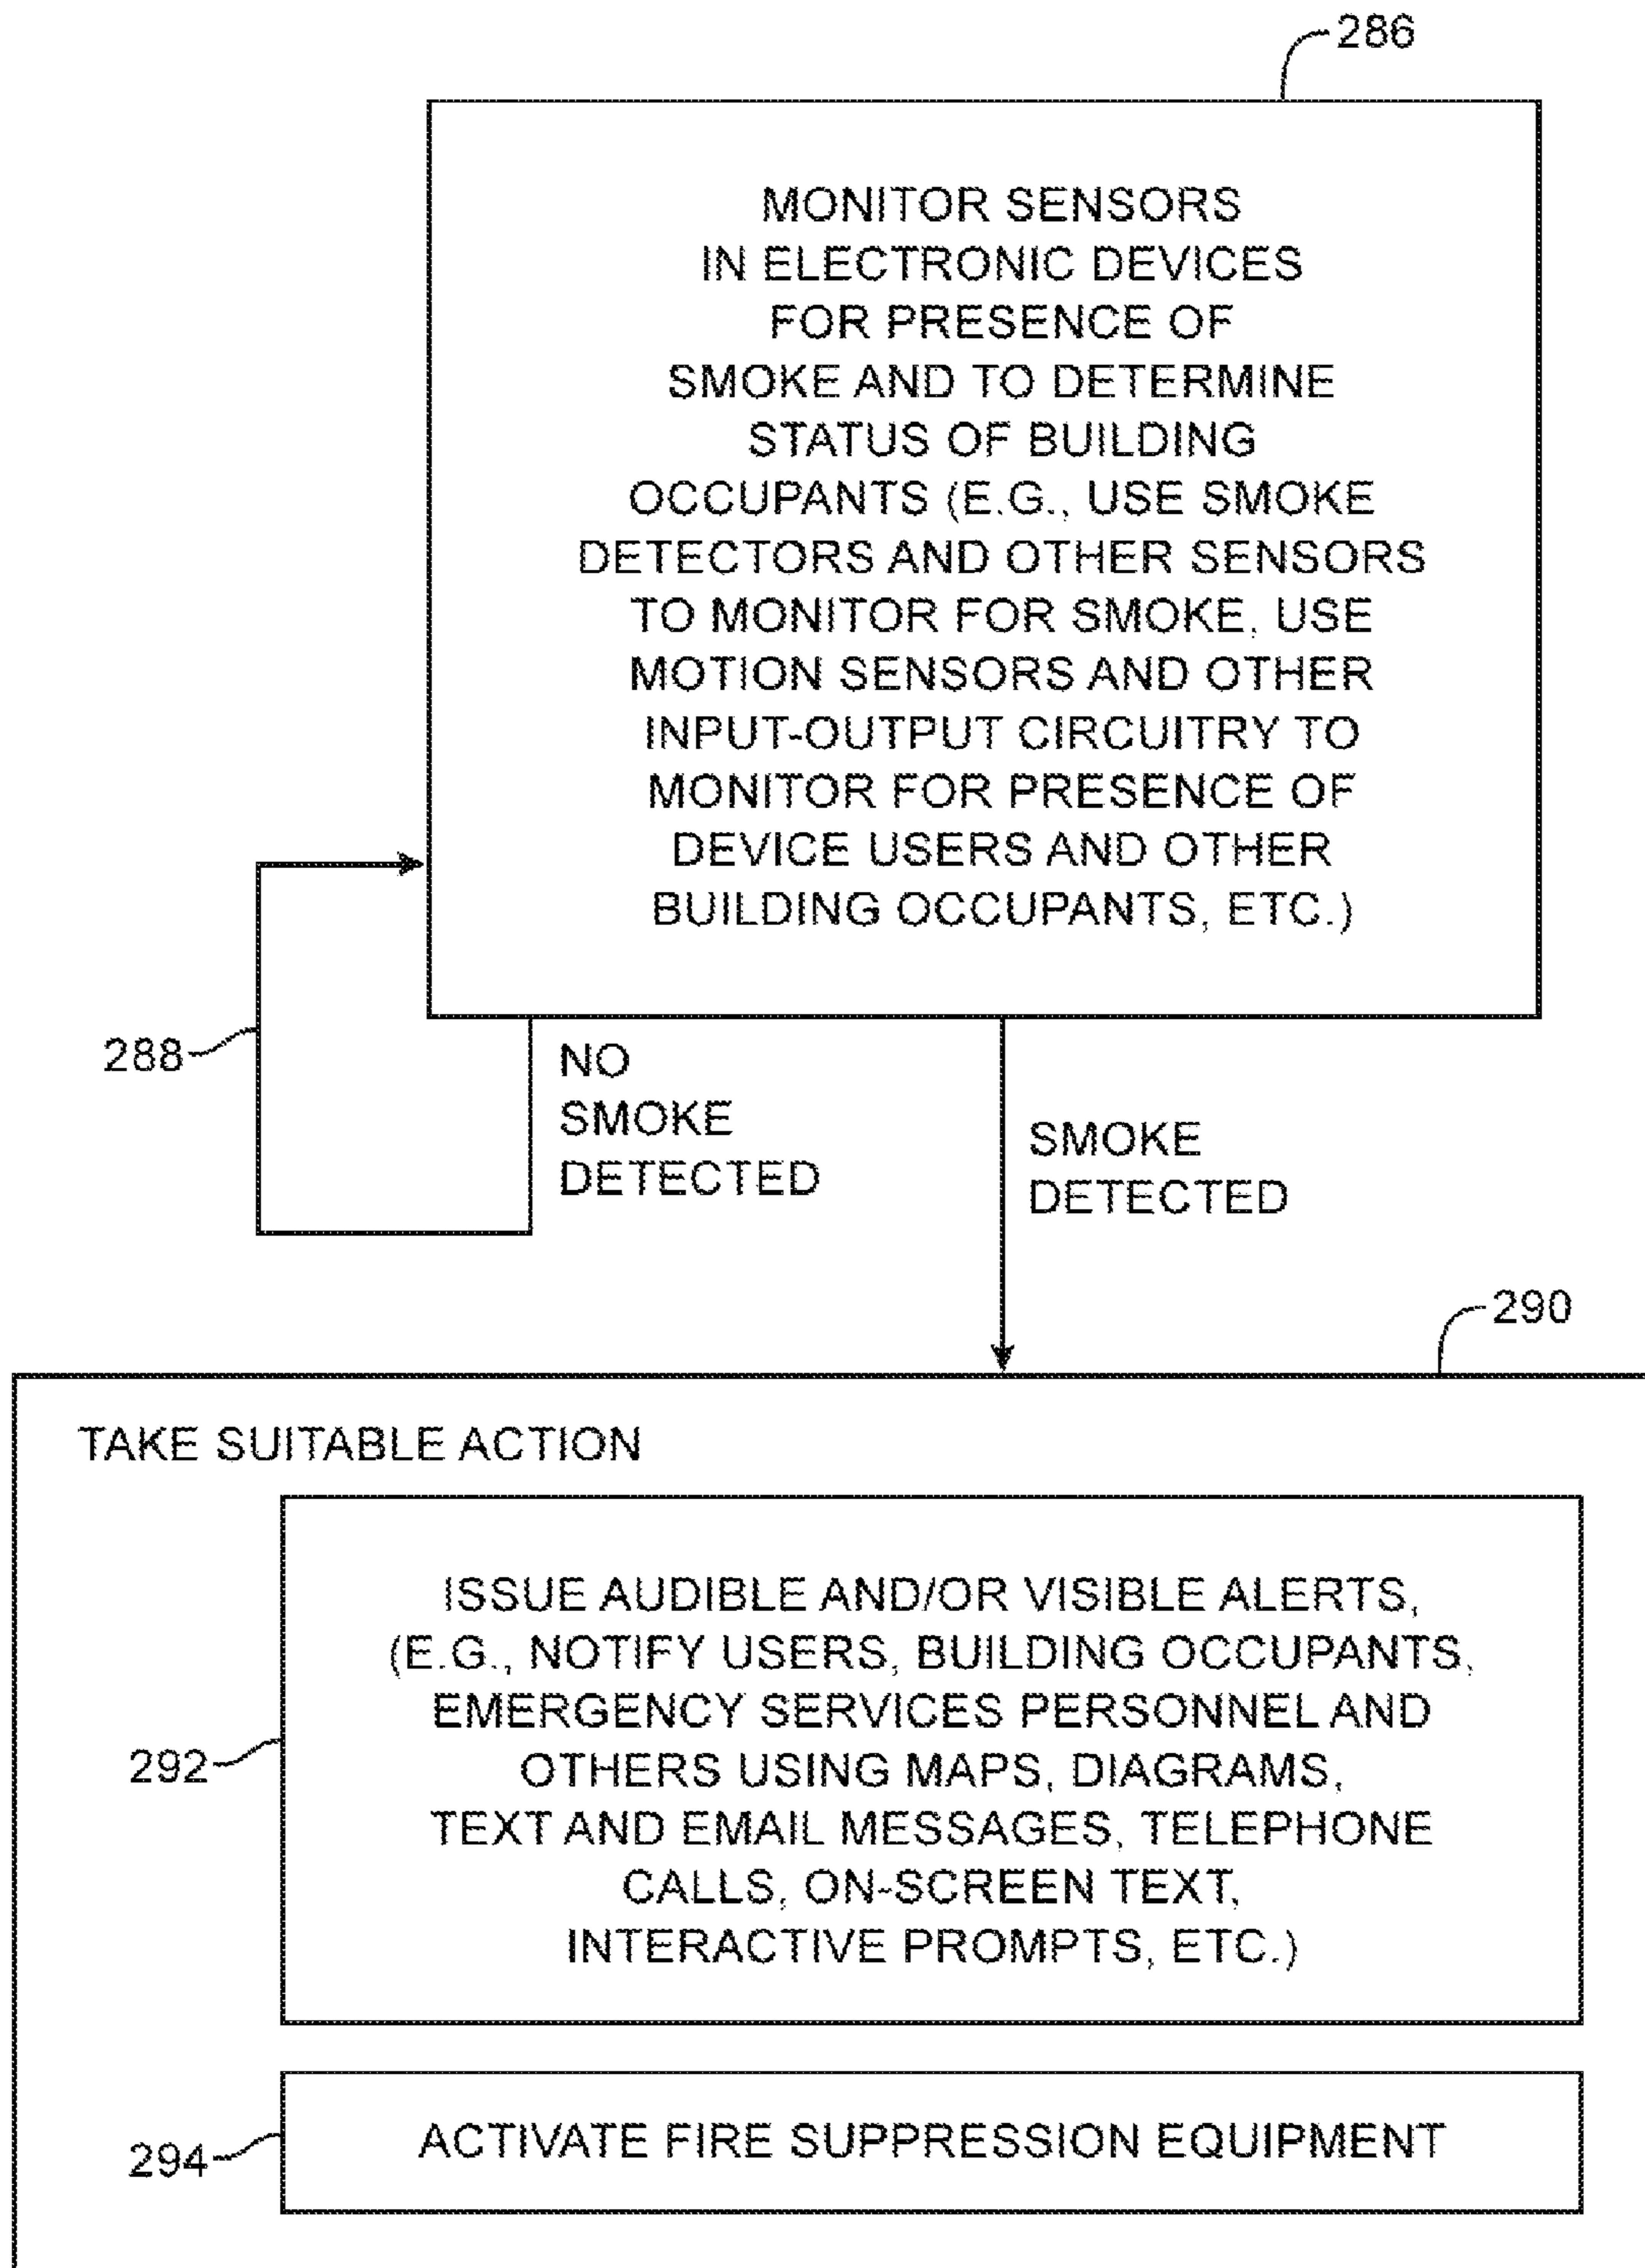 286
MONITOR SENSORS
IN ELECTRONIC DEVICES
FOR PRESENCE OF
SMOKE AND TO DETERMINE
STATUS OF BUILDING
OCCUPANTS (E.G., USE SMOKE
DETECTORS AND OTHER SENSORS
TO MONITOR FOR SMOKE, USE
MOTION SENSORS AND OTHER
INPUT-OUTPUT CIRCUITRY TO
MONITOR FOR PRESENCE OF
DEVICE USERS AND OTHER
BUILDING OCCUPANTS, ETC.)
288
NO
SMOKE
DETECTED
SMOKE
DETECTED
290
TAKE SUITABLE ACTION
292
ISSUE AUDIBLE AND/OR VISIBLE ALERTS,
(E.G., NOTIFY USERS, BUILDING OCCUPANTS,
EMERGENCY SERVICES PERSONNEL AND
OTHERS USING MAPS, DIAGRAMS,
TEXT AND EMAIL MESSAGES, TELEPHONE
CALLS, ON-SCREEN TEXT,
INTERACTIVE PROMPTS, ETC.)
294
ACTIVATE FIRE SUPPRESSION EQUIPMENT